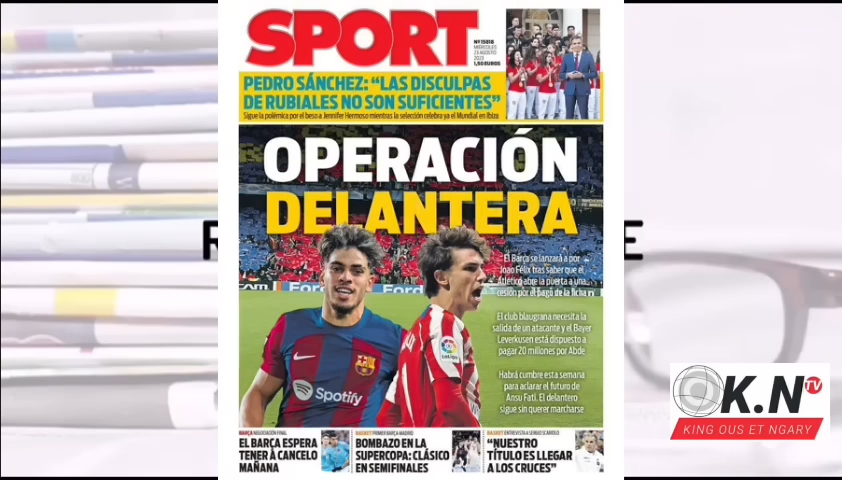 SPORT
Nº 15818
MIÉRCOLES
23 AGOSTO
2023
1,50 EUROS
PEDRO SÁNCHEZ: “LAS DISCULPAS
DE RUBIALES NO SON SUFICIENTES”
Sigue la polémica por el beso a Jennifer Hermoso mientras la selección celebra ya el Mundial en Ibiza
OPERACIÓN
DELANTERA
El Barça se lanzará a por
Joao Félix tras saber que el
Atlético abre la puerta a una
cesión por el pago de la ficha
El club blaugrana necesita la
salida de un atacante y el Bayer
Leverkusen está dispuesto a
pagar 20 millones por Abde
Habrá cumbre esta semana
para aclarar el futuro de
Ansu Fati. El delantero
sigue sin querer marcharse
Ford
Ford
Spotify
LaLiga
BARÇA NEGOCIACIÓN FINAL
EL BARÇA ESPERA
TENER À CANCELO
MAÑANA
BASKET PRIMER BARÇA-MADRID
BOMBAZO EN LA
SUPERCOPA: CLÁSICO
EN SEMIFINALES
BASKET ENTREVISTA A SERGIO SCARIOLO
“NUESTRO
TÍTULO ES LLEGAR
A LOS CRUCES”
R
E
K.N TV
KING OUS ET NGARY